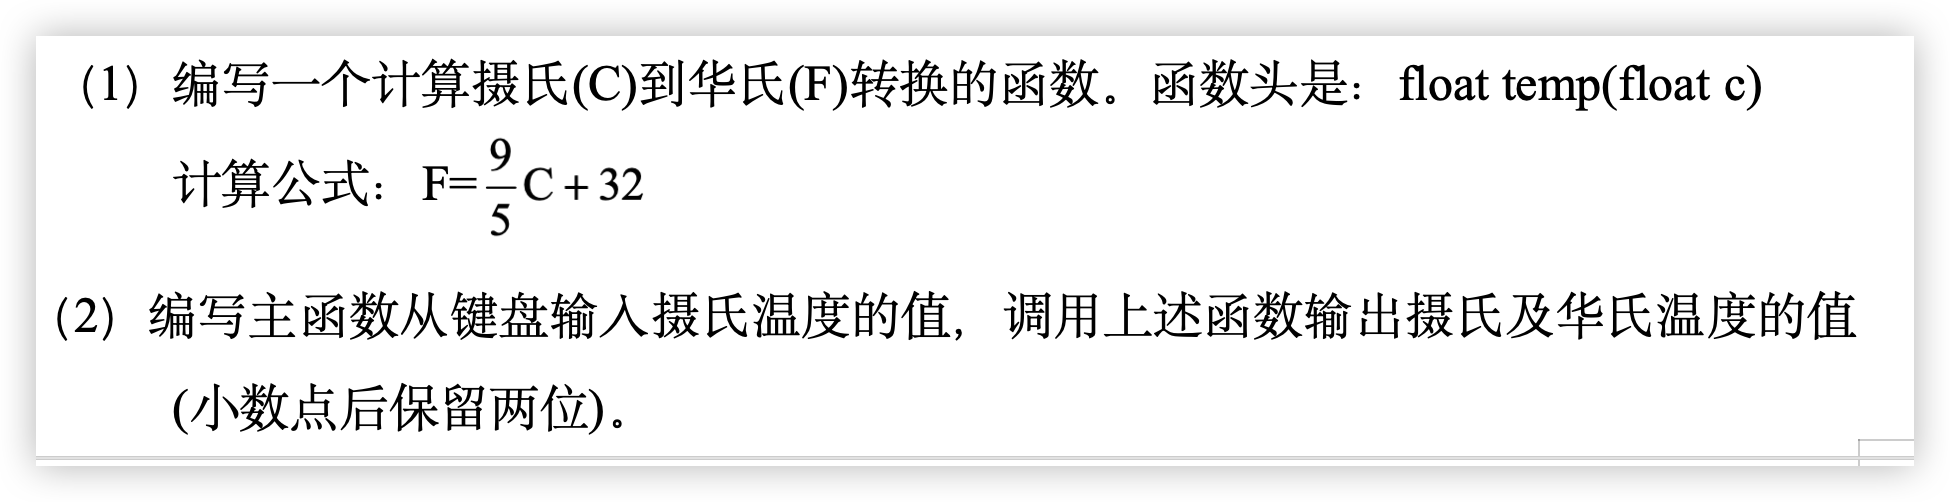 （1）编写一个计算摄氏(C)到华氏(F)转换的函数。函数头是：float temp(float c)
计算公式：F=\frac{9}{5}C+32
（2）编写主函数从键盘输入摄氏温度的值，调用上述函数输出摄氏及华氏温度的值
(小数点后保留两位)。